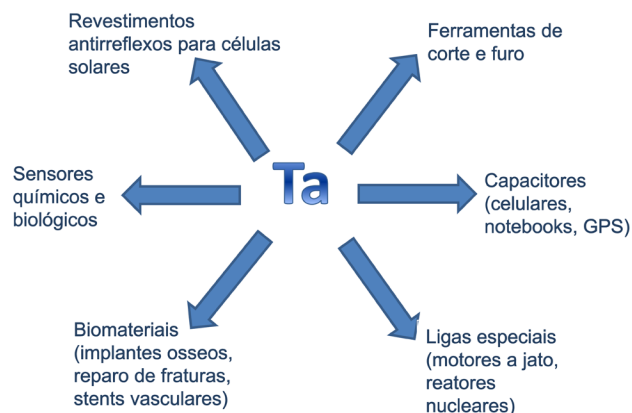 Revestimentos
antirreflexos para células
solares
Ferramentas de
corte e furo
Ta
Sensores
químicos e
biológicos
Capacitores
(celulares,
notebooks, GPS)
Biomateriais
(implantes osseos,
reparo de fraturas,
stents vasculares)
Ligas especiais
(motores a jato,
reatores
nucleares)